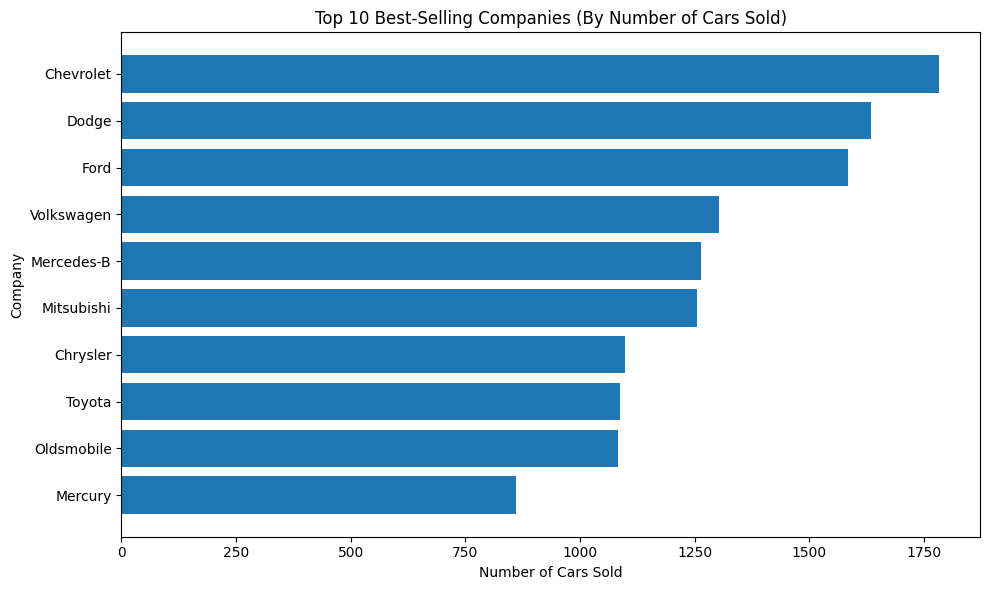 Top 10 Best-Selling Companies (By Number of Cars Sold)
Company
Chevrolet
Dodge
Ford
Volkswagen
Mercedes-B
Mitsubishi
Chrysler
Toyota
Oldsmobile
Mercury
0 250 500 750 1000 1250 1500 1750
Number of Cars Sold